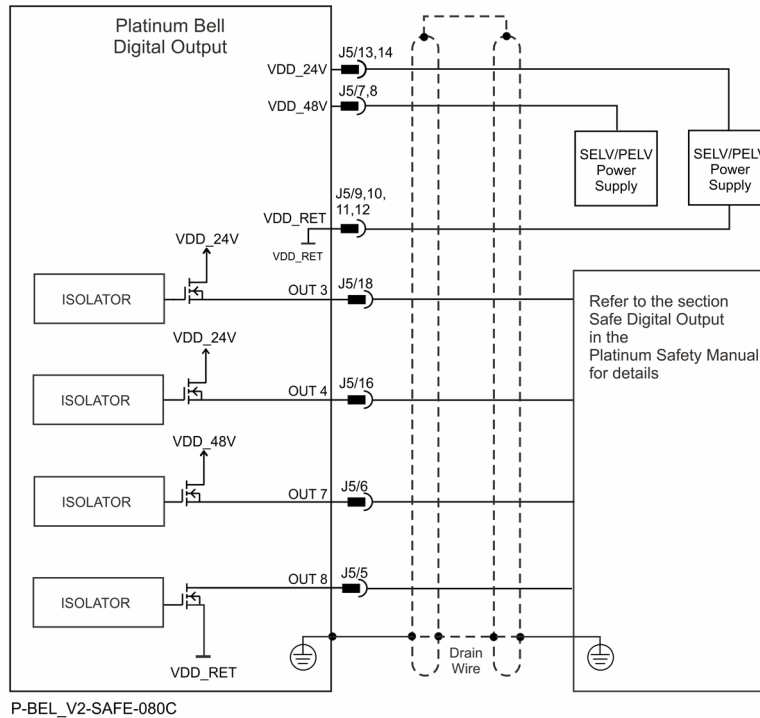 Platinum Bell
Digital Output
VDD_24V
J5/13,14
VDD_48V
J5/7,8
SELV/PELV
Power
Supply
SELV/PELV
Power
Supply
J5/9,10,
11,12
VDD_RET
VDD_RET
VDD_24V
ISOLATOR
OUT 3
J5/18
Refer to the section
Safe Digital Output
in the
Platinum Safety Manual
for details
VDD_24V
ISOLATOR
OUT 4
J5/16
VDD_48V
ISOLATOR
OUT 7
J5/6
ISOLATOR
OUT 8
J5/5
VDD_RET
Drain
Wire
P-BEL_V2-SAFE-080C